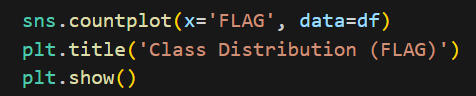 sns.countplot(x='FLAG', data=df)
plt.title('Class Distribution (FLAG)')
plt.show()